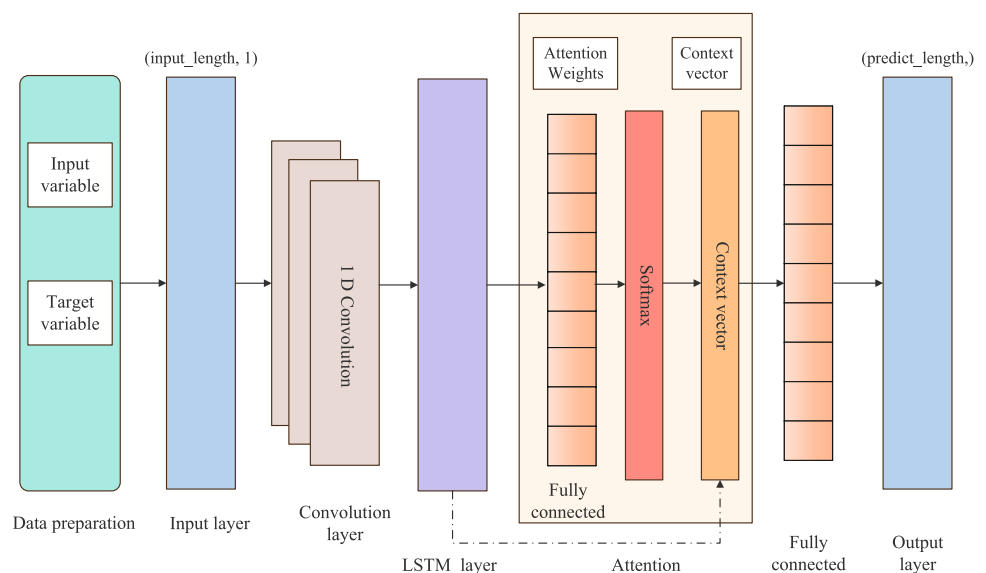 (input_length, 1)
Attention
Weights
Context
vector
(predict_length,)
Input
variable
Target
variable
1 D Convolution
Softmax
Context vector
Fully
connected
Data preparation
Input layer
Convolution
layer
LSTM layer
Attention
Fully
connected
Output
layer